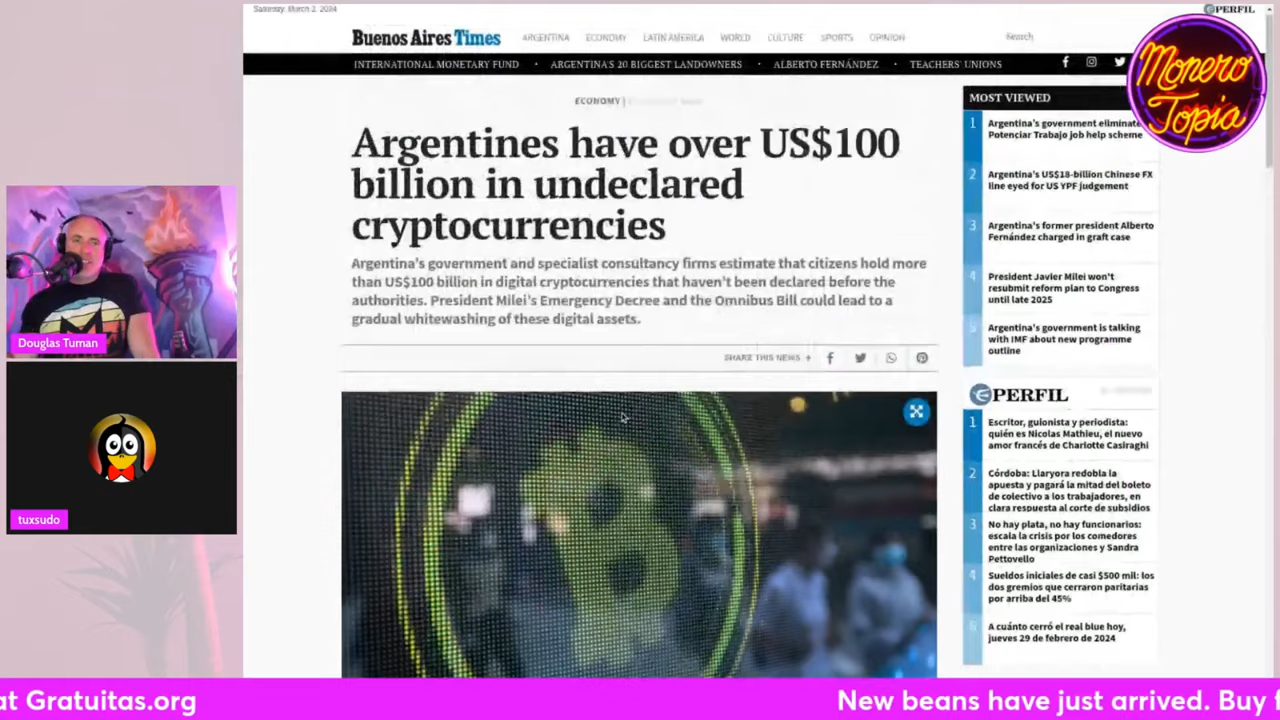 Saturday, March 2, 2024
PERFIL
Buenos Aires Times
ARGENTINA ECONOMY LATIN AMERICA WORLD CULTURE SPORTS OPINION
Search
INTERNATIONAL MONETARY FUND • ARGENTINA'S 20 BIGGEST LANDOWNERS • ALBERTO FERNÁNDEZ • TEACHERS' UNIONS
Monero
Topia
ECONOMY |
Argentines have over US$100
billion in undeclared
cryptocurrencies
Argentina's government and specialist consultancy firms estimate that citizens hold more
than US$100 billion in digital cryptocurrencies that haven't been declared before the
authorities. President Milei's Emergency Decree and the Omnibus Bill could lead to a
gradual whitewashing of these digital assets.
SHARE THIS NEWS
MOST VIEWED
1 Argentina's government eliminate
Potenciar Trabajo job help scheme
2 Argentina's US$18-billion Chinese FX
line eyed for US YPF judgement
3 Argentina's former president Alberto
Fernández charged in graft case
4 President Javier Milei won't
resubmit reform plan to Congress
until late 2025
5 Argentina's government is talking
with IMF about new programme
outline
PERFIL
1 Escritor, guionista y periodista:
quién es Nicolas Mathieu, el nuevo
amor francés de Charlotte Casiraghi
2 Córdoba: Llaryora redobla la
apuesta y pagará la mitad del boleto
de colectivo a los trabajadores, en
clara respuesta al corte de subsidios
3 No hay plata, no hay funcionarios:
escala la crisis por los comedores
entre las organizaciones y Sandra
Pettovello
4 Sueldos iniciales de casi $500 mil: los
dos gremios que cerraron paritarias
por arriba del 45%
5 A cuánto cerró el real blue hoy,
jueves 29 de febrero de 2024
Douglas Tuman
tuxsudo
at Gratuitas.org
New beans have just arrived. Buy